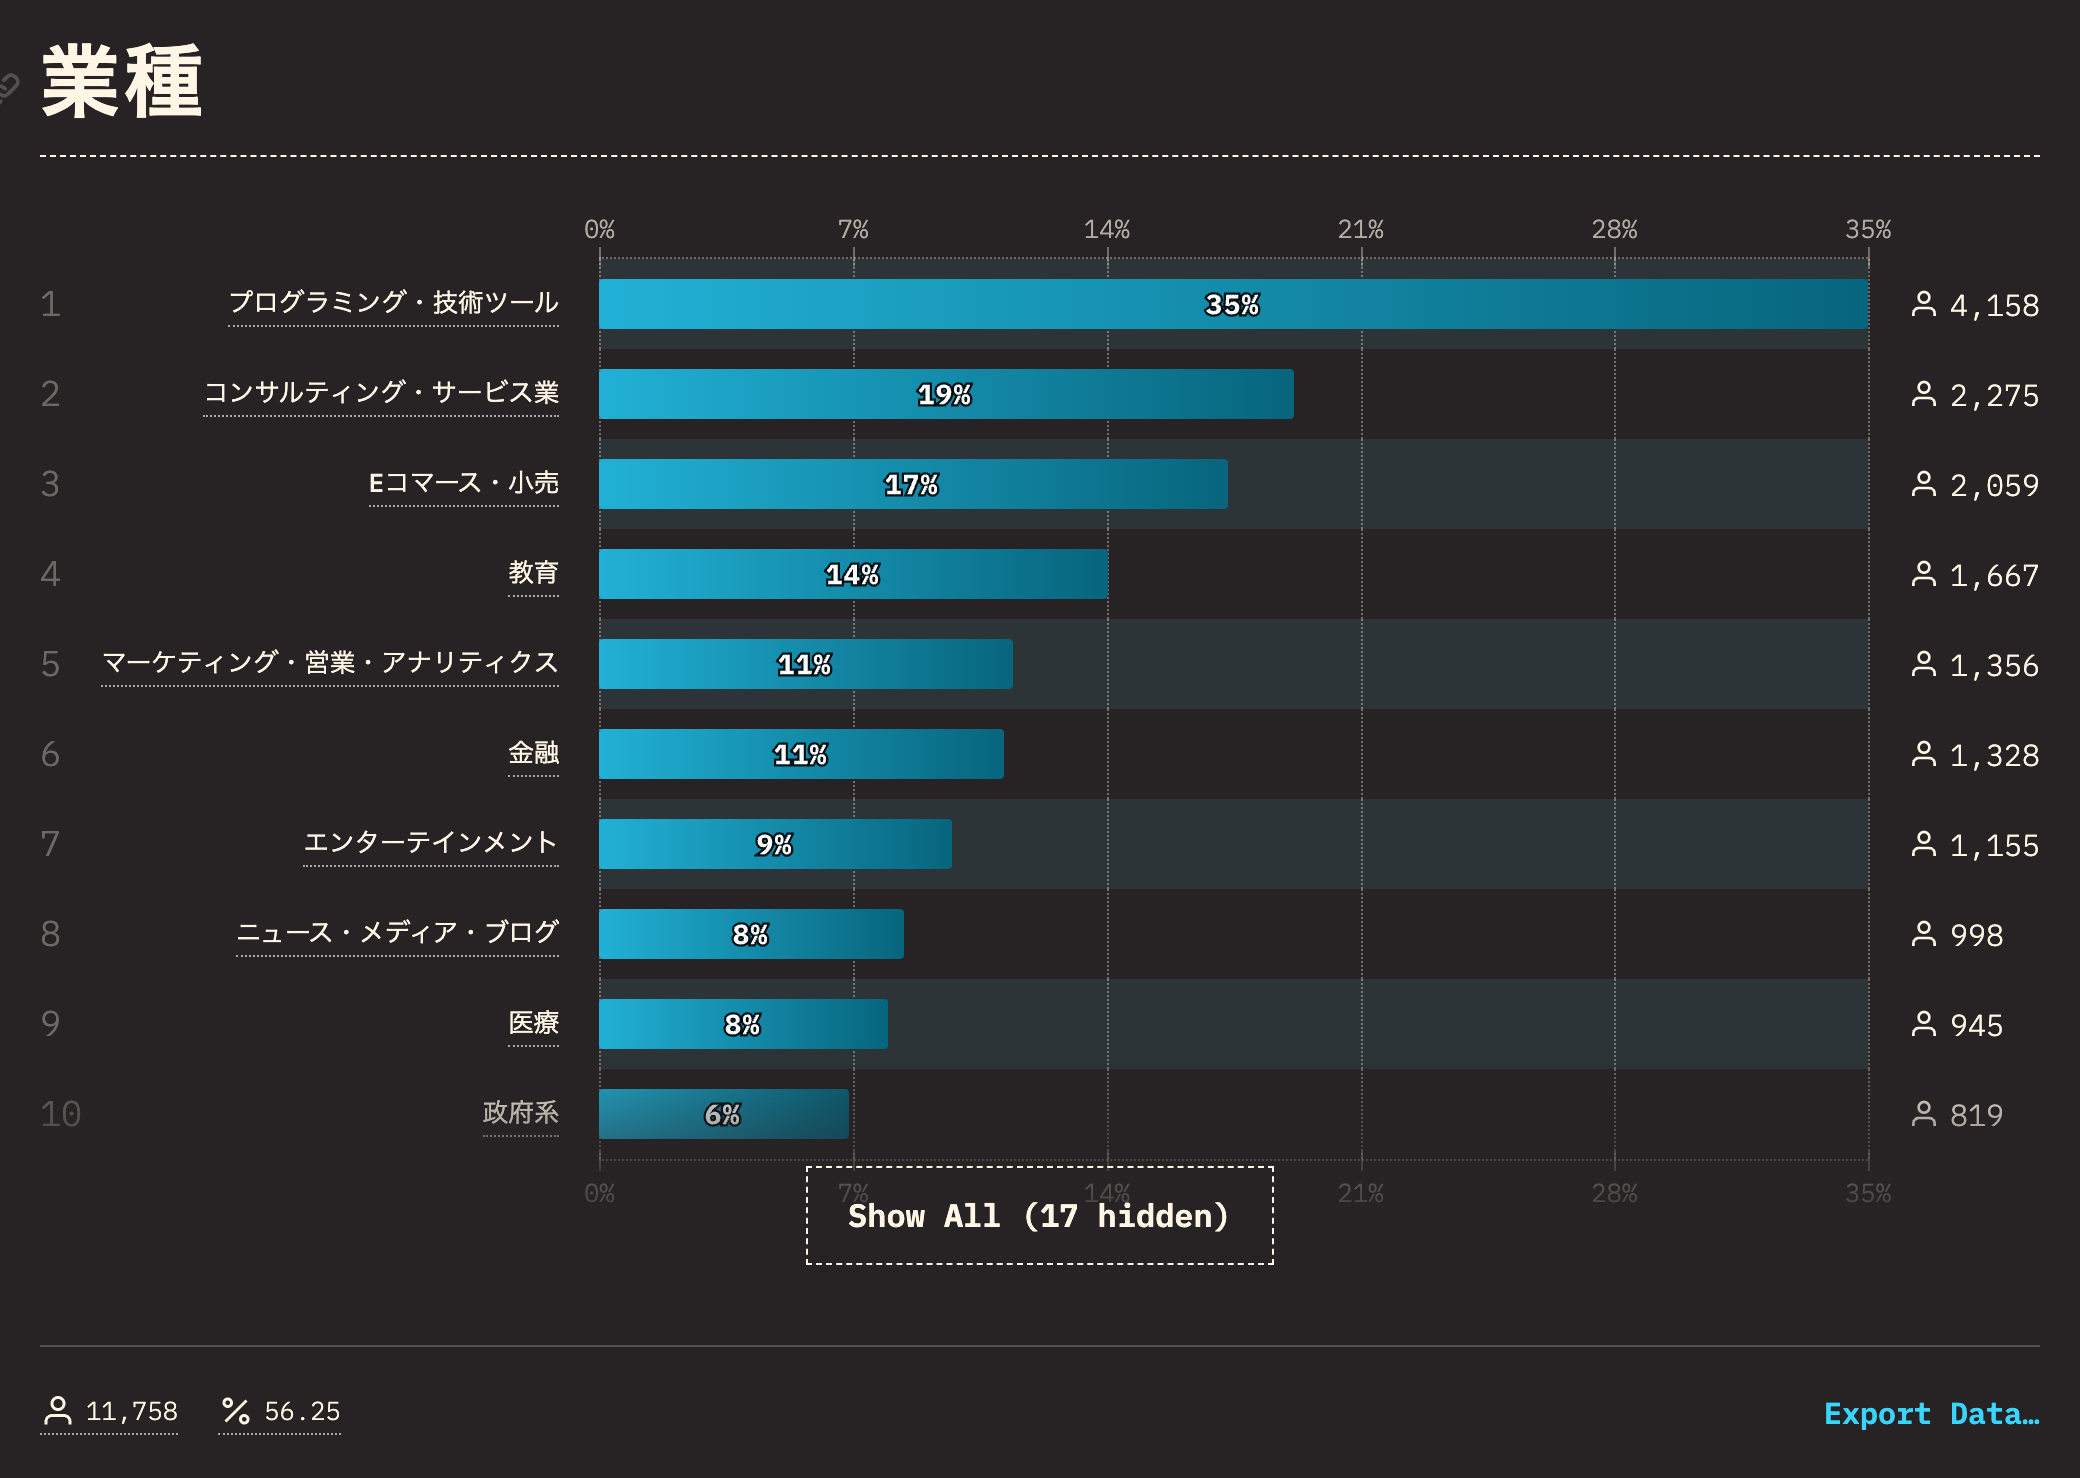 業種
0% 7% 14% 21% 28% 35%
1 プログラミング・技術ツール 35% 4,158
2 コンサルティング・サービス業 19% 2,275
3 Eコマース・小売 17% 2,059
4 教育 14% 1,667
5 マーケティング・営業・アナリティクス 11% 1,356
6 金融 11% 1,328
7 エンターテインメント 9% 1,155
8 ニュース・メディア・ブログ 8% 998
9 医療 8% 945
10 政府系 6% 819
0% 7% 14% 21% 28% 35%
Show All (17 hidden)
11,758 % 56.25 Export Data…